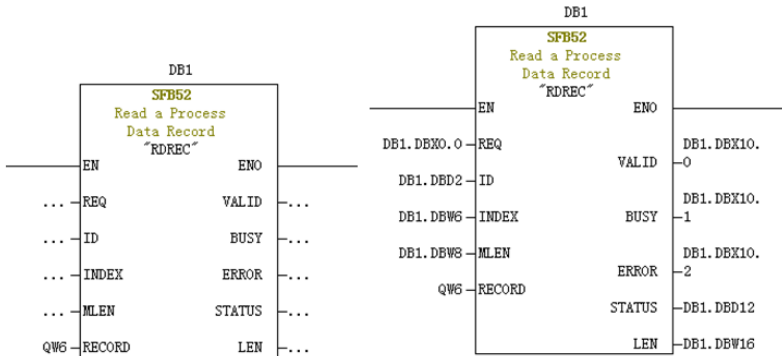 DB1
SFB52
Read a Process
Data Record
"RDREC"
EN ENO
... REQ VALID ...
... ID BUSY ...
... INDEX ERROR ...
... MLEN STATUS ...
QW6 RECORD LEN ...
DB1
SFB52
Read a Process
Data Record
"RDREC"
EN ENO
DB1.DBX0.0 REQ DB1.DBX10.
VALID 0
DB1.DBD2 ID
DB1.DBX10.
DB1.DBW6 INDEX BUSY 1
DB1.DBW8 MLEN DB1.DBX10.
ERROR 2
QW6 RECORD
STATUS DB1.DBD12
LEN DB1.DBW16